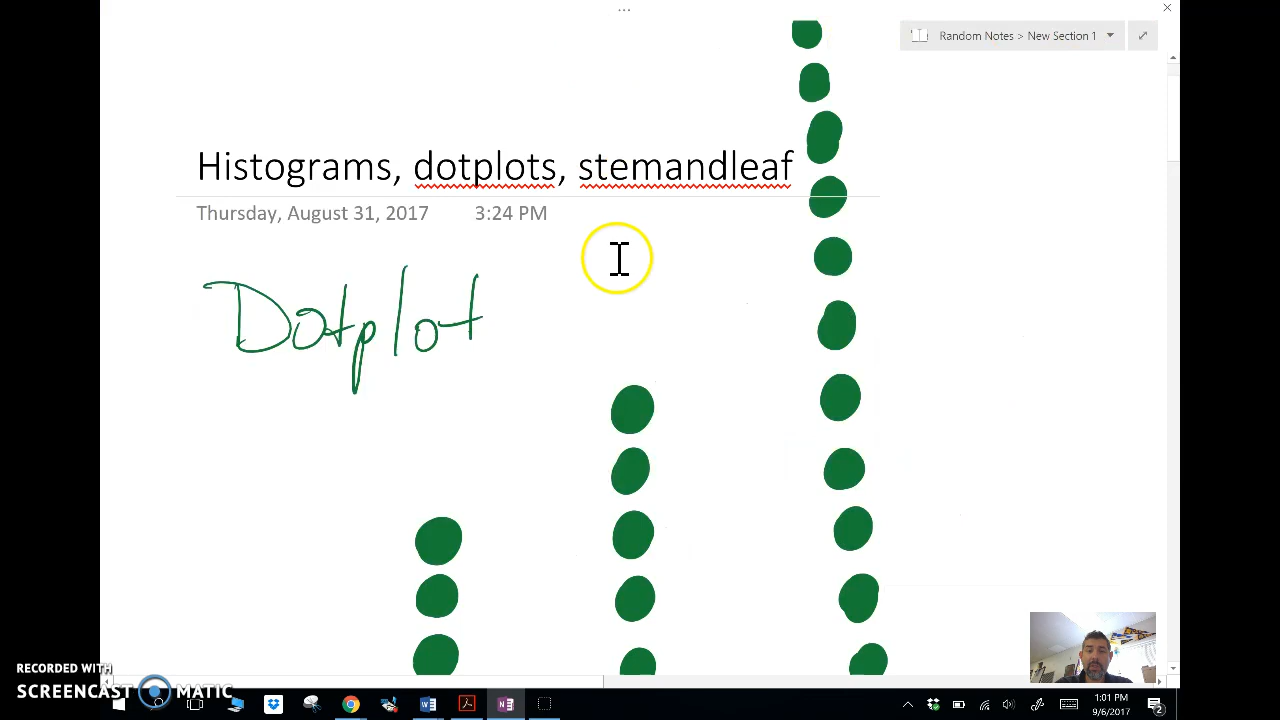 ...
Random Notes > New Section 1
Histograms, dotplots, stemandleaf
Thursday, August 31, 2017 3:24 PM
Dotplot
RECORDED WITH
SCREENCAST MATIC
1:01 PM
9/6/2017
2